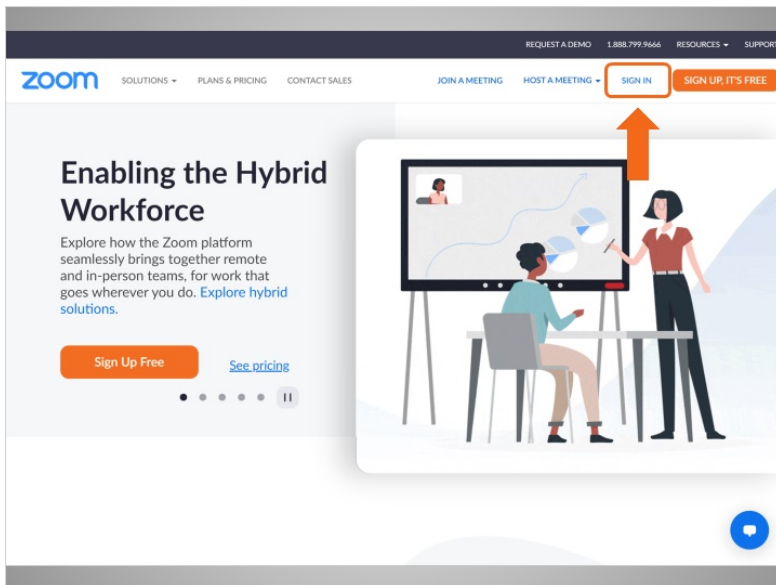 REQUEST A DEMO 1.888.799.9666 RESOURCES SUPPORT
zoom SOLUTIONS PLANS & PRICING CONTACT SALES JOIN A MEETING HOST A MEETING SIGN IN SIGN UP, IT'S FREE
Enabling the Hybrid
Workforce
Explore how the Zoom platform
seamlessly brings together remote
and in-person teams, for work that
goes wherever you do. Explore hybrid
solutions.
Sign Up Free See pricing